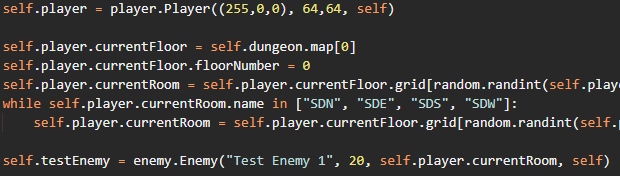 self.player = player.Player((255,0,0), 64,64, self)
self.player.currentFloor = self.dungeon.map[0]
self.player.currentFloor.floorNumber = 0
self.player.currentRoom = self.player.currentFloor.grid[random.randint(self.playe
while self.player.currentRoom.name in ["SDN", "SDE", "SDS", "SDW"]:
self.player.currentRoom = self.player.currentFloor.grid[random.randint(self.p
self.testEnemy = enemy.Enemy("Test Enemy 1", 20, self.player.currentRoom, self)